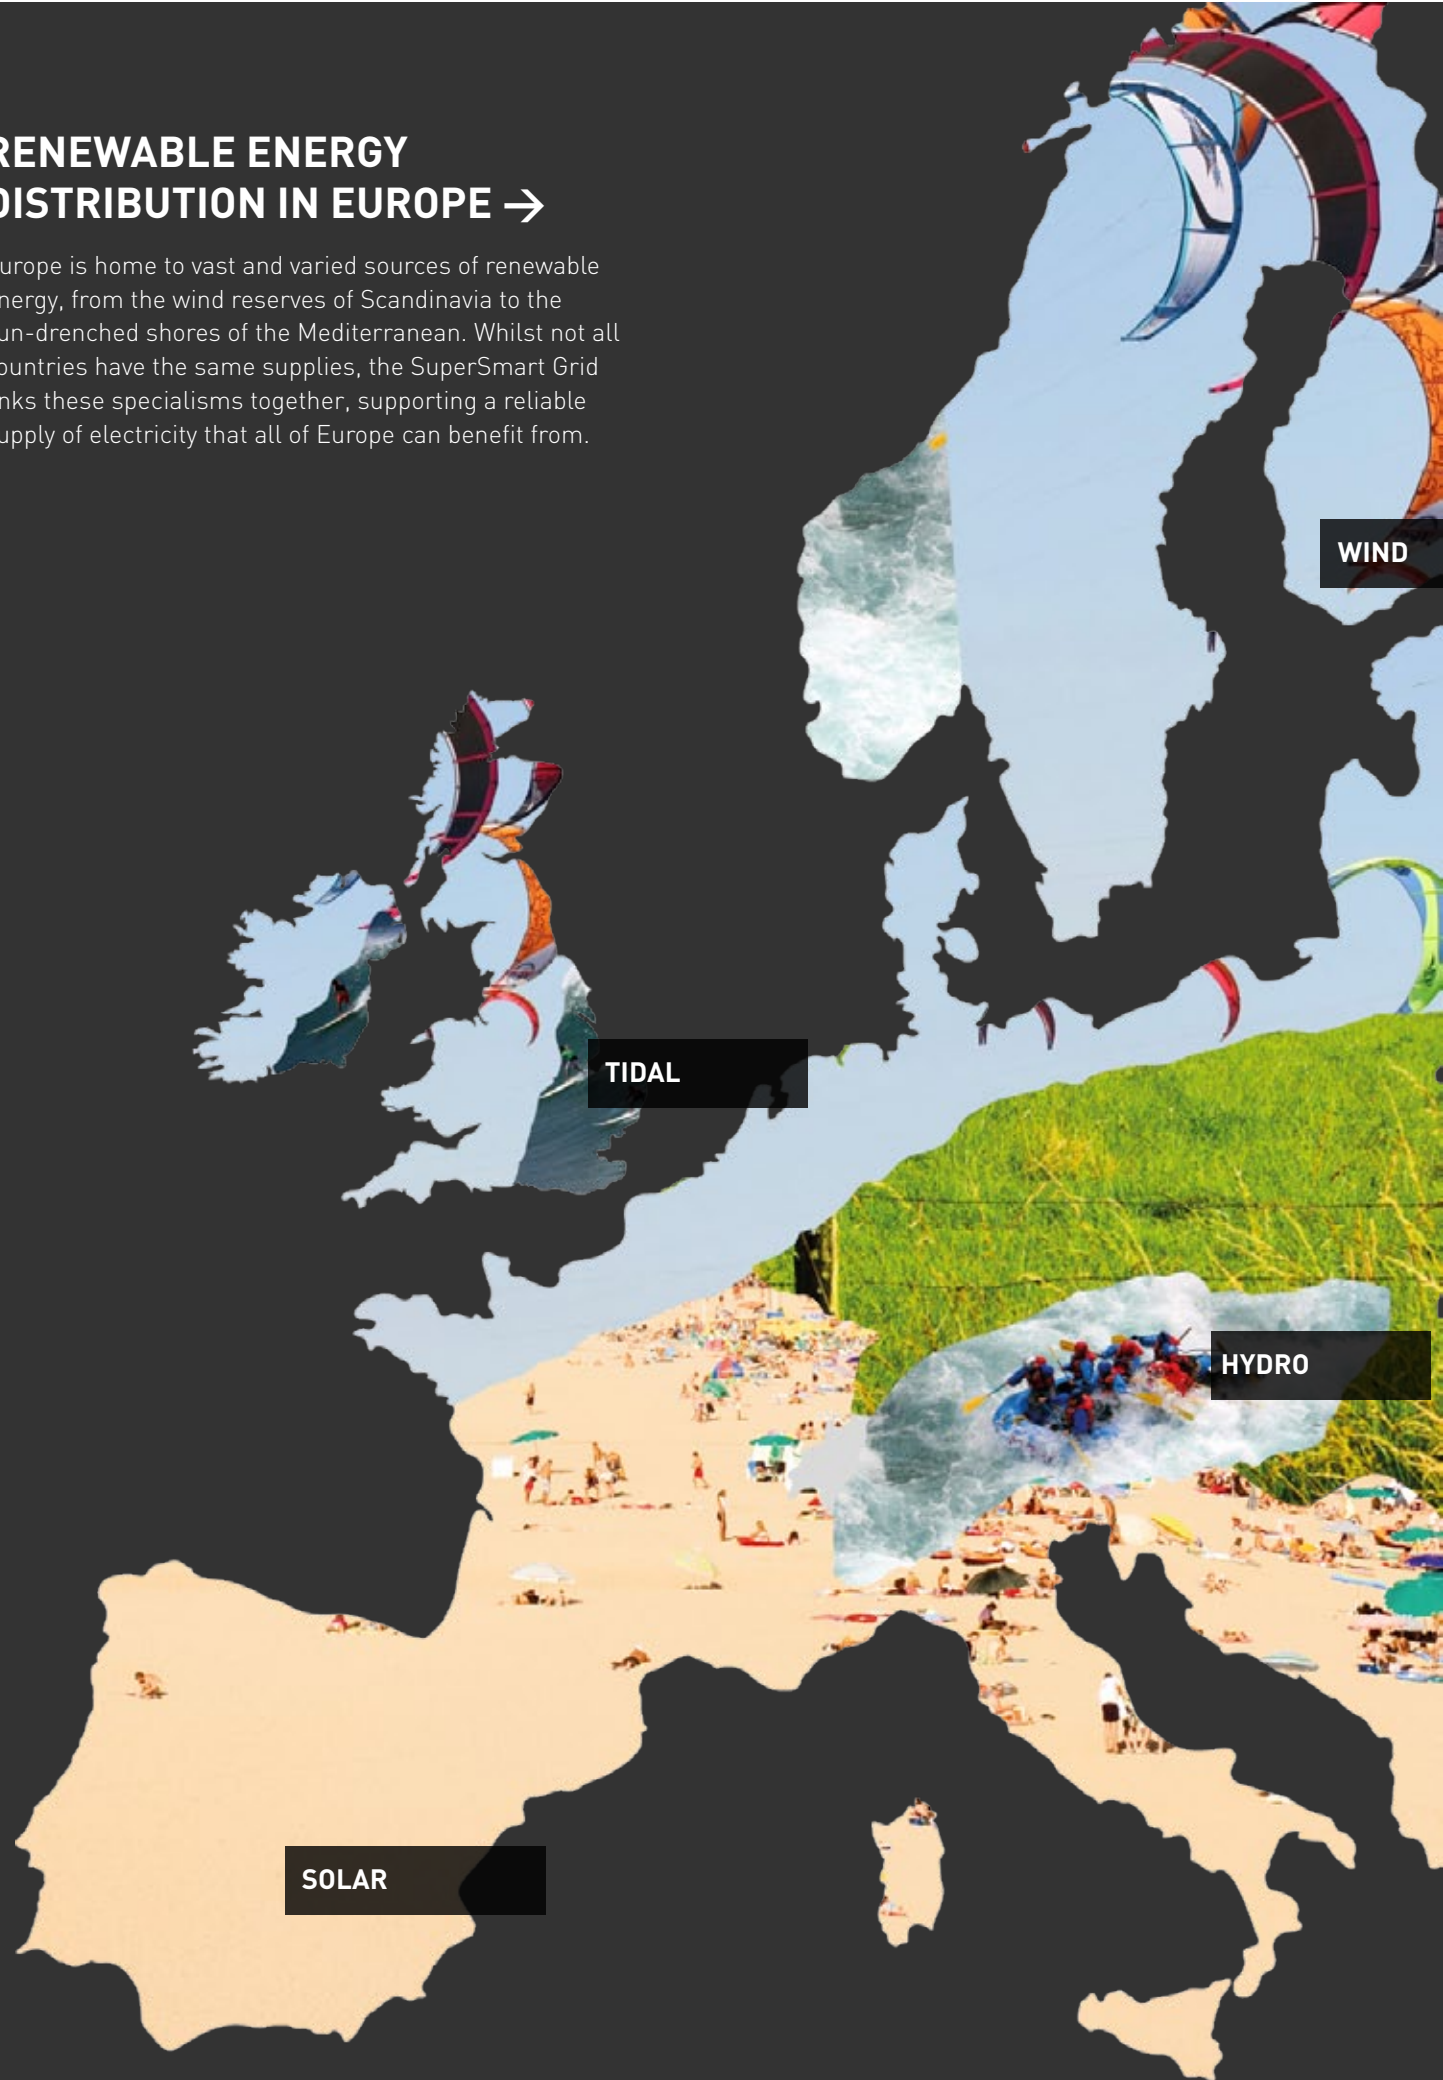 RENEWABLE ENERGY
DISTRIBUTION IN EUROPE →
urope is home to vast and varied sources of renewable
nergy, from the wind reserves of Scandinavia to the
un-drenched shores of the Mediterranean. Whilst not all
ountries have the same supplies, the SuperSmart Grid
nks these specialisms together, supporting a reliable
upply of electricity that all of Europe can benefit from.
WIND
TIDAL
HYDRO
SOLAR